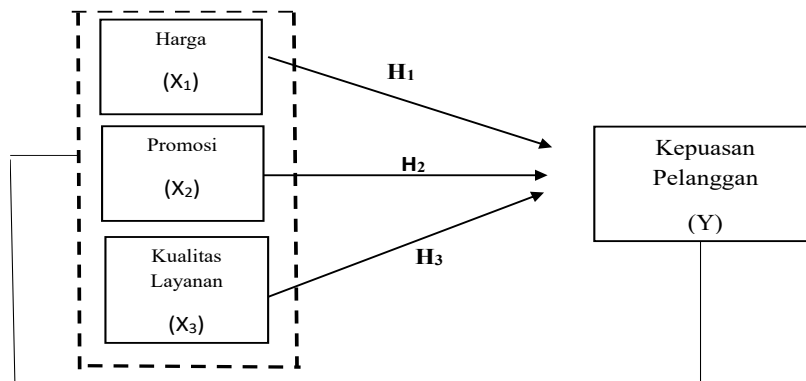 Harga
(X₁)
H₁
Promosi
(X₂)
H₂
Kepuasan
Pelanggan
(Y)
Kualitas
Layanan
(X₃)
H₃